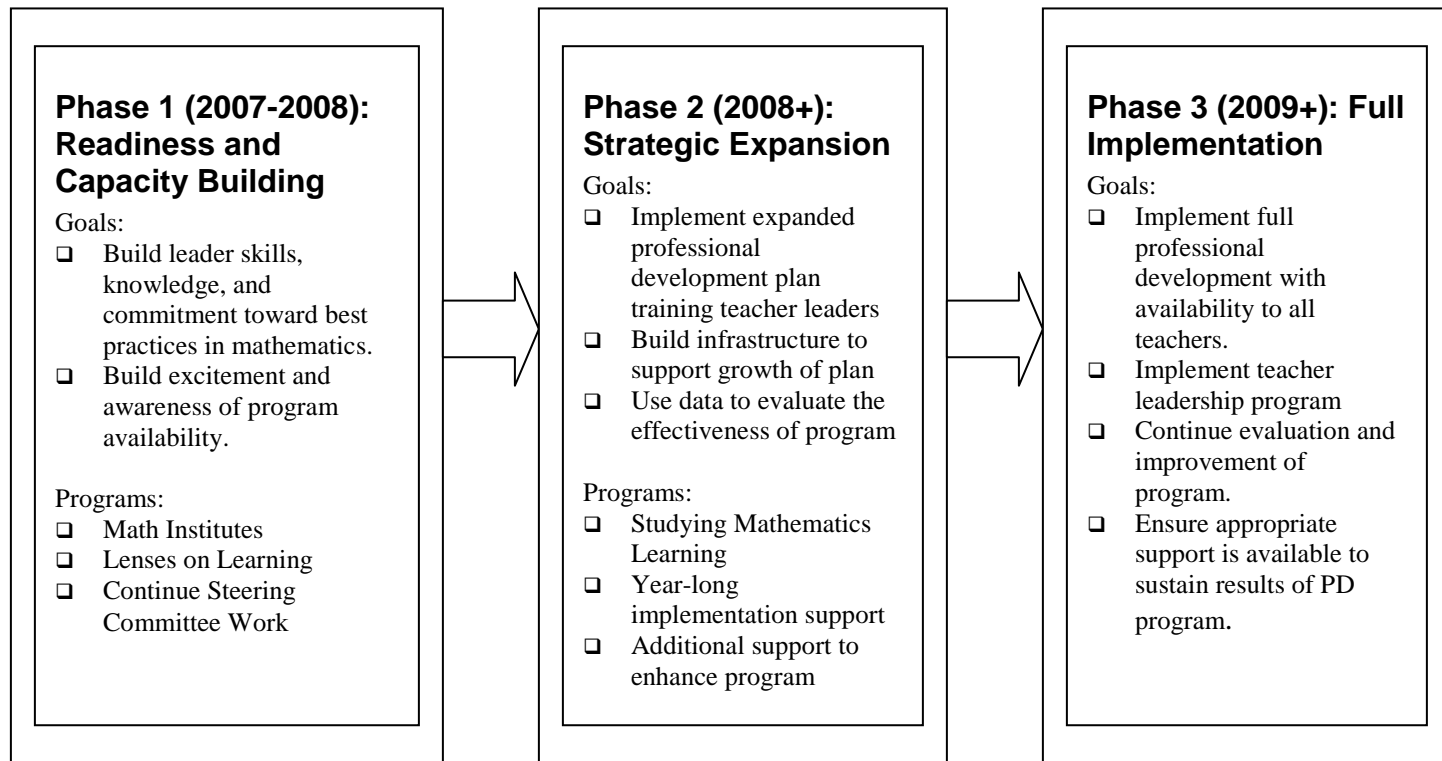 Phase 1 (2007-2008):
Readiness and
Capacity Building
Goals:
❑ Build leader skills,
knowledge, and
commitment toward best
practices in mathematics.
❑ Build excitement and
awareness of program
availability.
Programs:
❑ Math Institutes
❑ Lenses on Learning
❑ Continue Steering
Committee Work
Phase 2 (2008+):
Strategic Expansion
Goals:
❑ Implement expanded
professional
development plan
training teacher leaders
❑ Build infrastructure to
support growth of plan
❑ Use data to evaluate the
effectiveness of program
Programs:
❑ Studying Mathematics
Learning
❑ Year-long
implementation support
❑ Additional support to
enhance program
Phase 3 (2009+): Full
Implementation
Goals:
❑ Implement full
professional
development with
availability to all
teachers.
❑ Implement teacher
leadership program
❑ Continue evaluation and
improvement of
program.
❑ Ensure appropriate
support is available to
sustain results of PD
program.